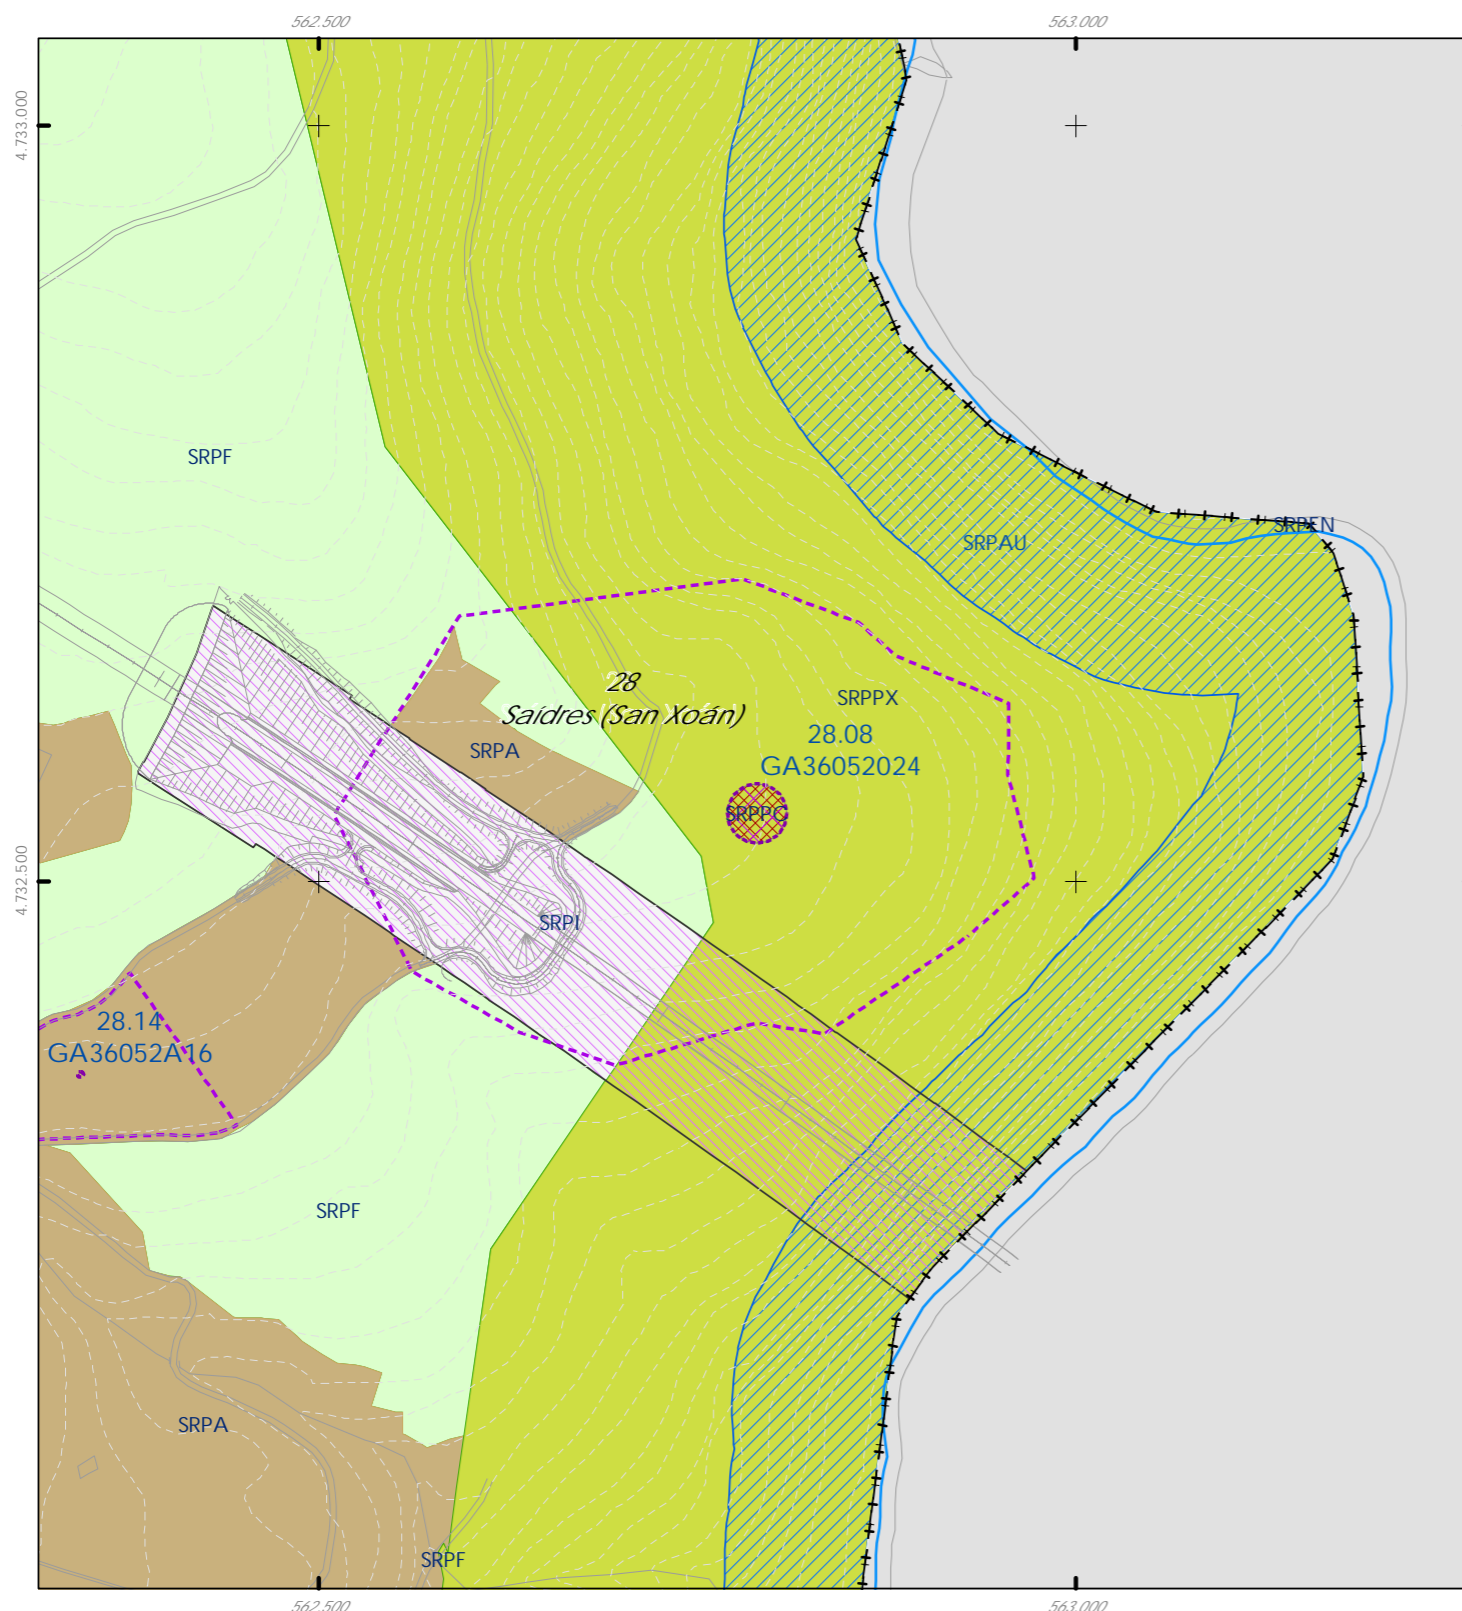 562.500
563.000
4.733.000
SRPF
SRPEN
SRPAU
28
SRPPX
Saídres (San Xoán)
28.08
SRPA
GA36052024
SRPPC
4.732.500
SRPI
28.14
GA36052A16
SRPF
SRPA
SRPF
562.500
563.000